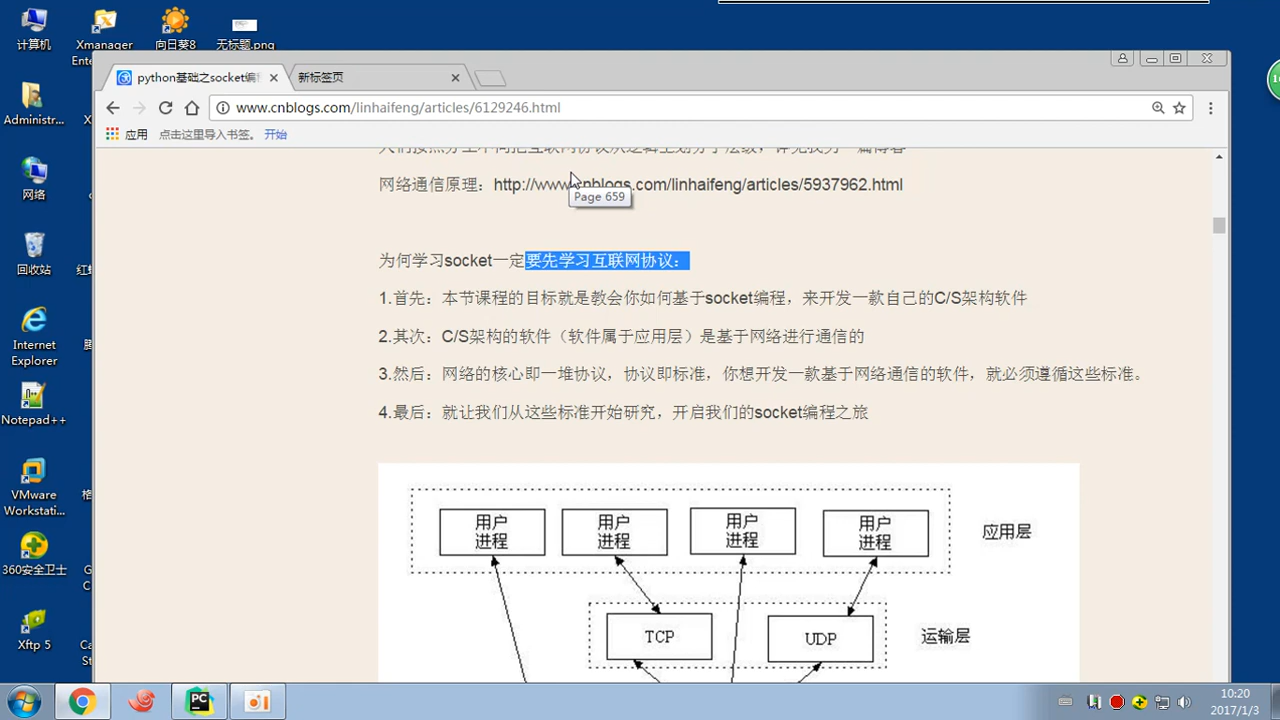 计算机
Xmanager
Ente
向日葵8
无标题.png
python基础之socket编
新标签页
www.cnblogs.com/linhaifeng/articles/6129246.html
应用 点击这里导入书签。 开始
Administr...
网络
回收站
Internet
Explorer
Notepad++
VMware
Workstati...
360安全卫士
Xftp 5
网络通信原理：http://www.cnblogs.com/linhaifeng/articles/5937962.html
Page 659
为何学习socket一定要先学习互联网协议：
1.首先：本节课程的目标就是教会你如何基于socket编程，来开发一款自己的C/S架构软件
2.其次：C/S架构的软件（软件属于应用层）是基于网络进行通信的
3.然后：网络的核心即一堆协议，协议即标准，你想开发一款基于网络通信的软件，就必须遵循这些标准。
4.最后：就让我们从这些标准开始研究，开启我们的socket编程之旅
用户
进程
用户
进程
用户
进程
用户
进程
应用层
TCP
UDP
运输层
10:20
2017/1/3